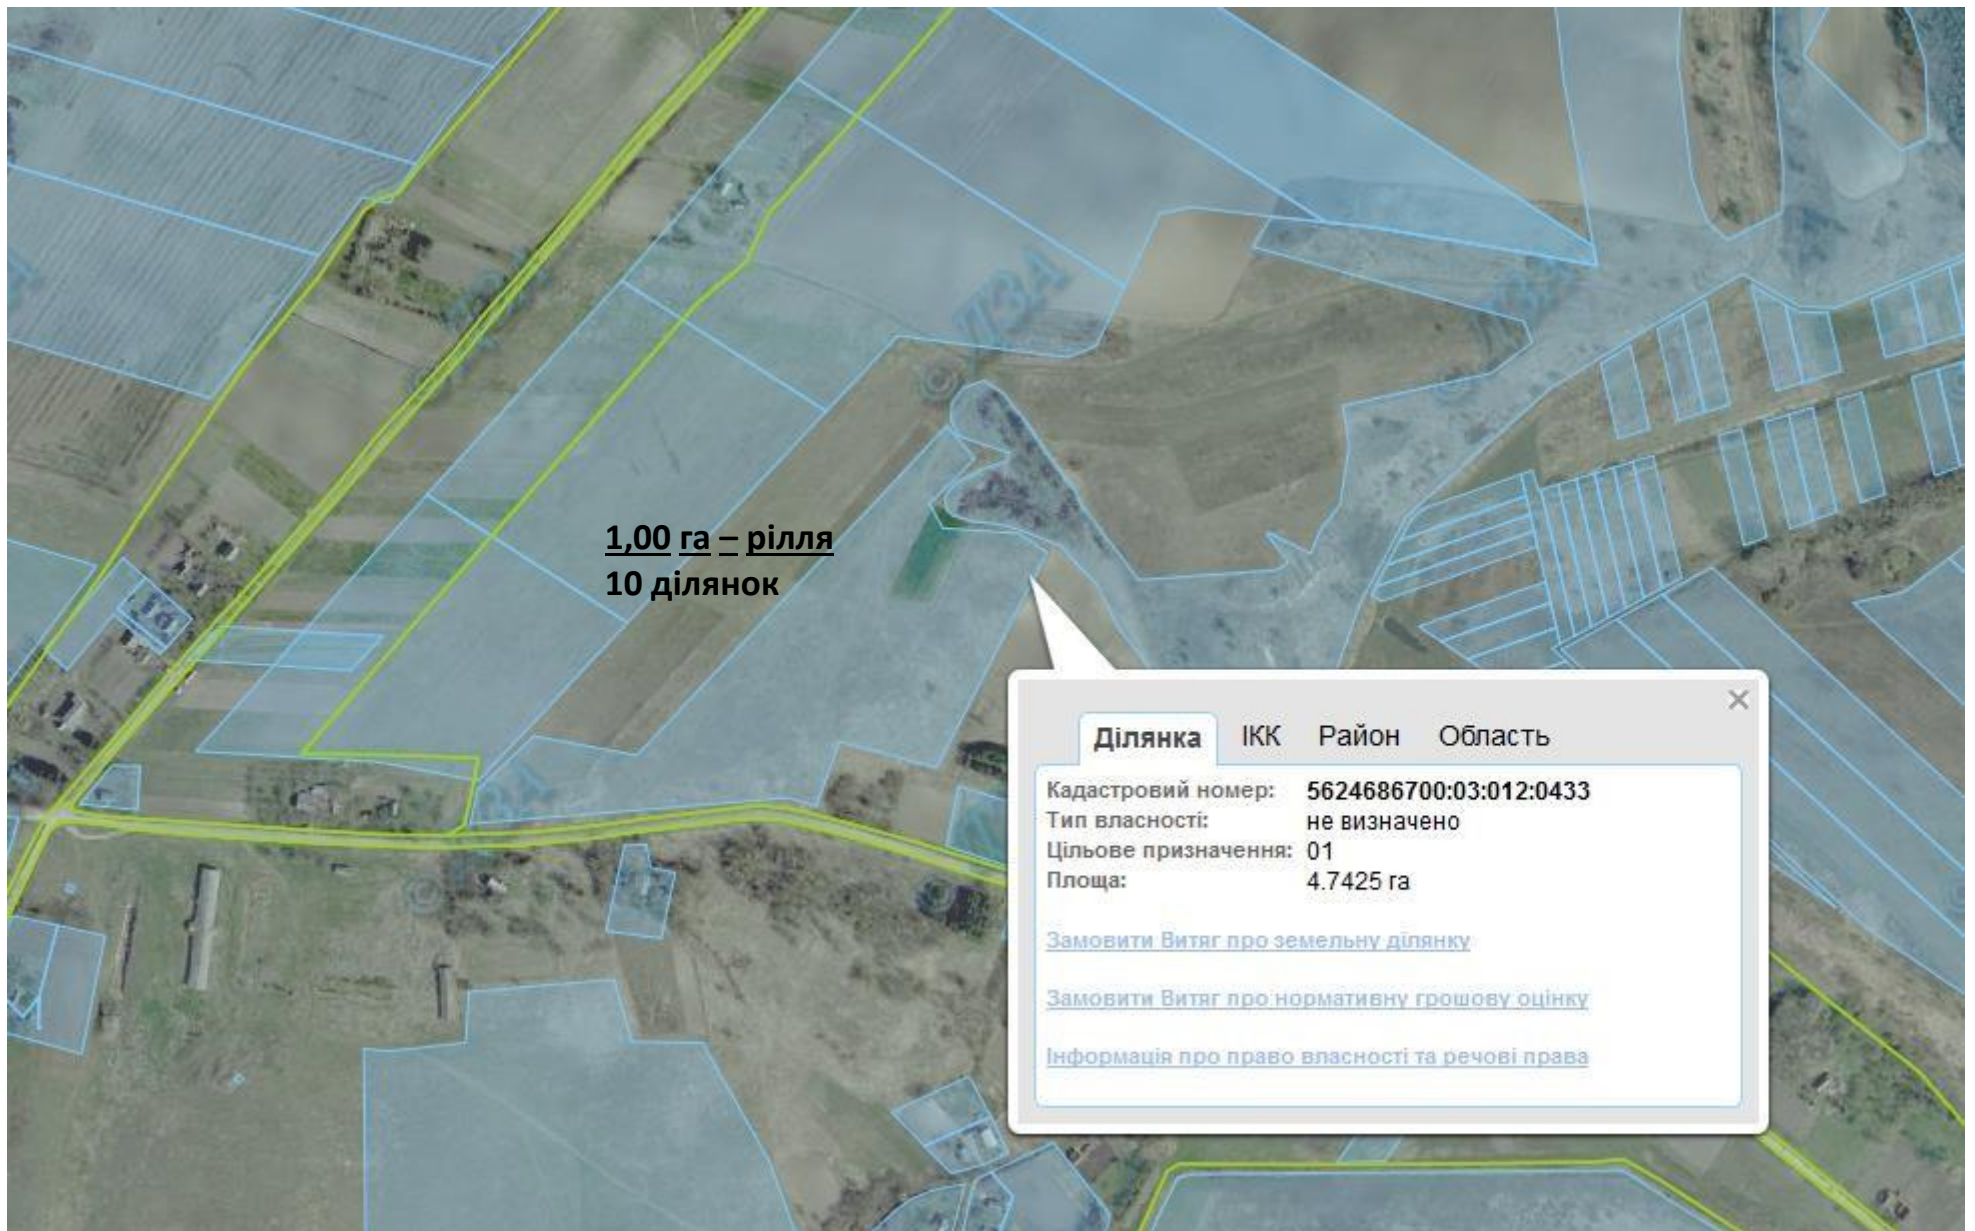 ПЗА
ПЗА
1,00 га – рілля
10 ділянок
Ділянка ІКК Район Область
Кадастровий номер: 5624686700:03:012:0433
Тип власності: не визначено
Цільове призначення: 01
Площа: 4.7425 га
Замовити Витяг про земельну ділянку
Замовити Витяг про нормативну грошову оцінку
Інформація про право власності та речові права